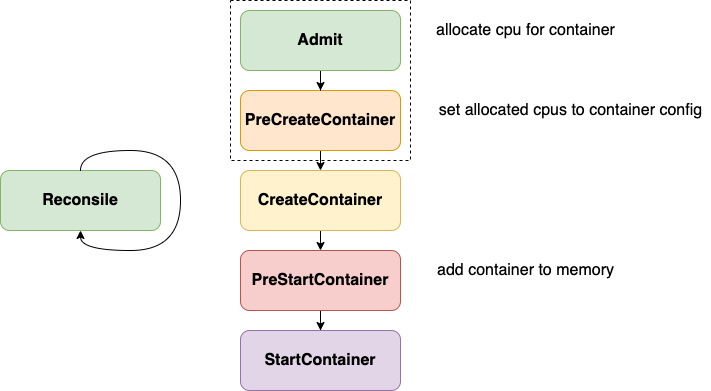 Admit
allocate cpu for container
PreCreateContainer
set allocated cpus to container config
Reconsile
CreateContainer
PreStartContainer
add container to memory
StartContainer